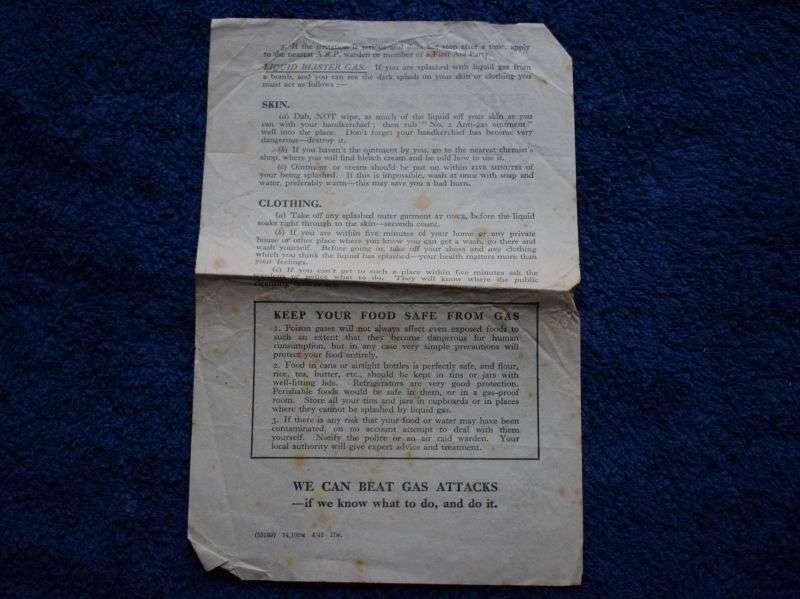 3. If the irritation is serious and does not stop after a time, apply
to the nearest A.R.P. warden or member of a First Aid Party.
LIQUID BLISTER GAS. If you are splashed with liquid gas from
a bomb, and you can see the dark splash on your skin or clothing you
must act as follows:—
SKIN.
(a) Dab, NOT wipe, as much of the liquid off your skin as you
can with your handkerchief; then rub "No. 2 Anti-gas ointment"
well into the place. Don't forget your handkerchief has become very
dangerous—destroy it.
(b) If you haven't the ointment by you, go to the nearest chemist's
shop, where you will find bleach cream and be told how to use it.
(c) Ointment or cream should be put on within FIVE MINUTES of
your being splashed. If this is impossible, wash at once with soap and
water, preferably warm—this may save you a bad burn.
CLOTHING.
(a) Take off any splashed outer garment AT ONCE, before the liquid
soaks right through to the skin—seconds count.
(b) If you are within five minutes of your home or any private
house or other place where you know you can get a wash, go there and
wash yourself. Before going in, take off your shoes and any clothing
which you think the liquid has splashed—your health matters more than
your feelings.
(c) If you can't get to such a place within five minutes ask the
wardens or police what to do. They will know where the public
cleansing
KEEP YOUR FOOD SAFE FROM GAS
1. Poison gases will not always affect even exposed foods to
such an extent that they become dangerous for human
consumption, but in any case very simple precautions will
protect your food entirely.
2. Food in cans or airtight bottles is perfectly safe, and flour,
rice, tea, butter, etc., should be kept in tins or jars with
well-fitting lids. Refrigerators are very good protection.
Perishable foods would be safe in them, or in a gas-proof
room. Store all your tins and jars in cupboards or in places
where they cannot be splashed by liquid gas.
3. If there is any risk that your food or water may have been
contaminated, on no account attempt to deal with them
yourself. Notify the police or an air raid warden. Your
local authority will give expert advice and treatment.
WE CAN BEAT GAS ATTACKS
—if we know what to do, and do it.